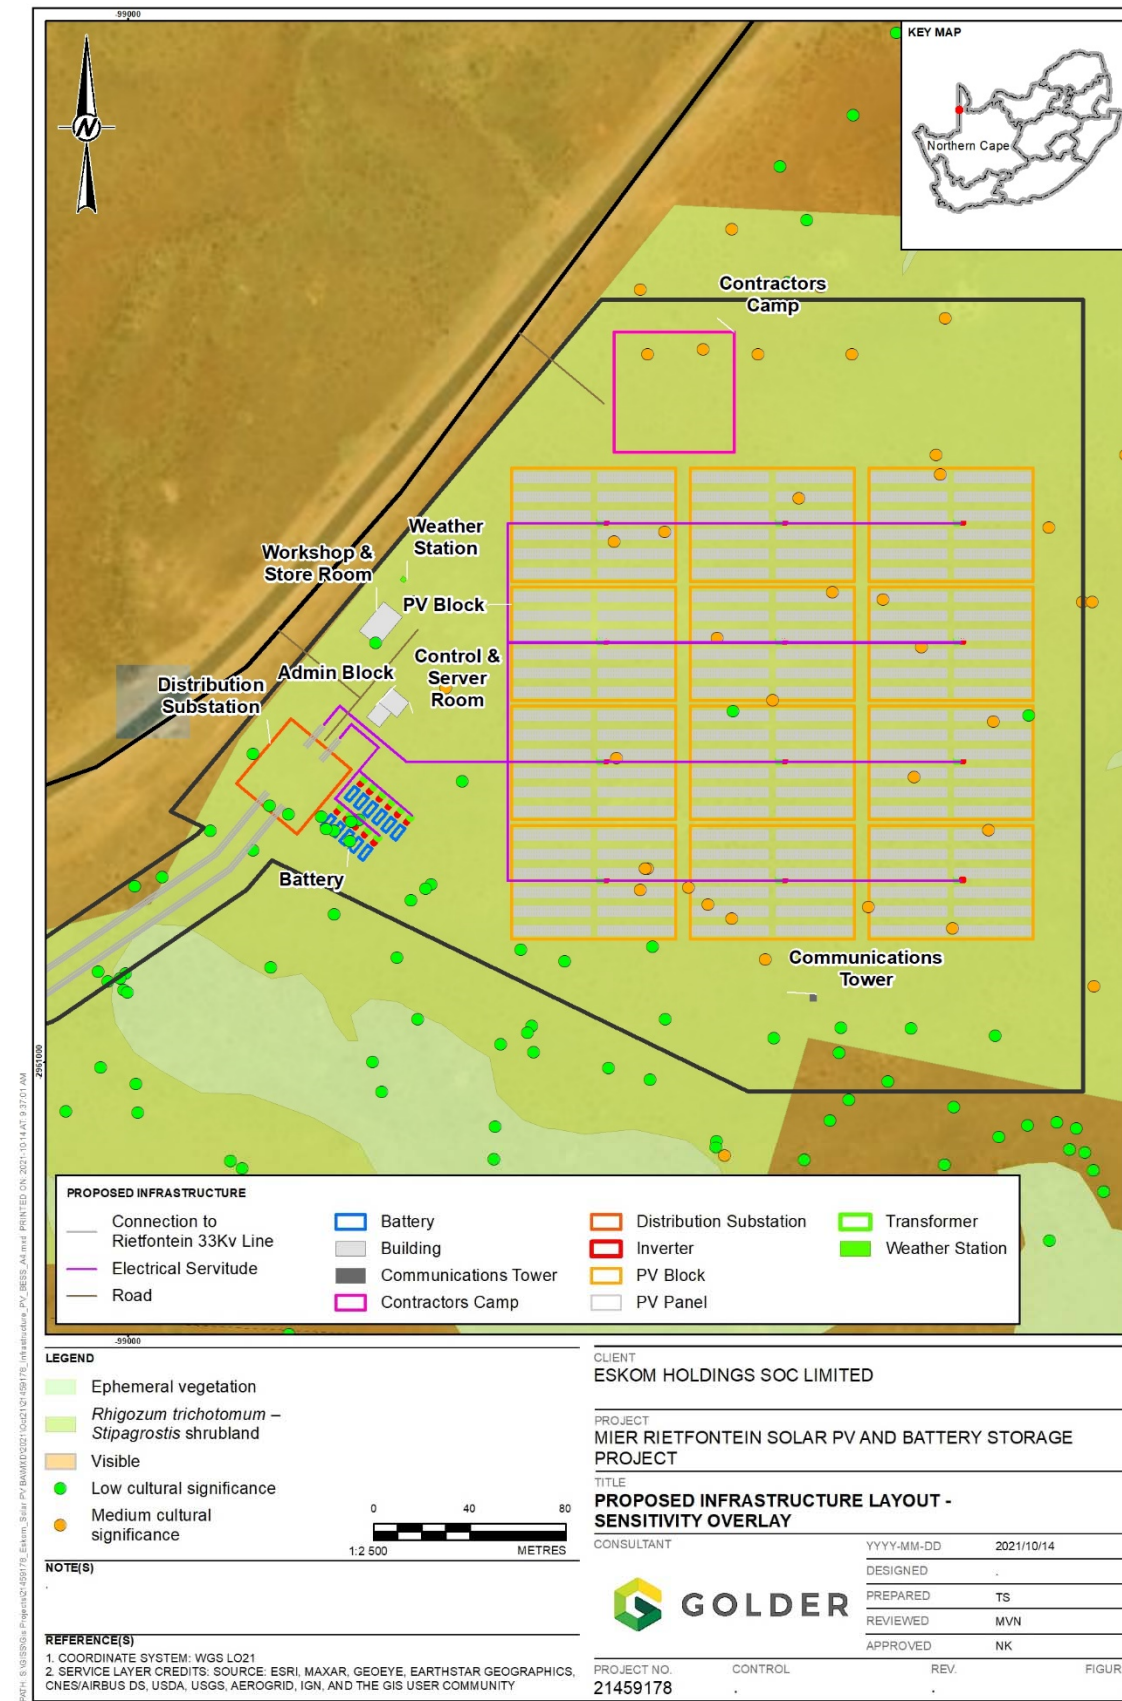 -99000
KEY MAP
Northern Cape
N
Contractors
Camp
Weather
Station
Workshop &
Store Room
PV Block
Control &
Server
Room
Admin Block
Distribution
Substation
Battery
Communications
Tower
2961000
PROPOSED INFRASTRUCTURE
Connection to
Rietfontein 33Kv Line
Electrical Servitude
Road
Battery
Building
Communications Tower
Contractors Camp
Distribution Substation
Inverter
PV Block
PV Panel
Transformer
Weather Station
-99000
LEGEND
Ephemeral vegetation
Rhigozum trichotomum –
Stipagrostis shrubland
Visible
Low cultural significance
Medium cultural
significance
0 40 80
1:2 500 METRES
NOTE(S)
.
REFERENCE(S)
1. COORDINATE SYSTEM: WGS LO21
2. SERVICE LAYER CREDITS: SOURCE: ESRI, MAXAR, GEOEYE, EARTHSTAR GEOGRAPHICS,
CNES/AIRBUS DS, USDA, USGS, AEROGRID, IGN, AND THE GIS USER COMMUNITY
CLIENT
ESKOM HOLDINGS SOC LIMITED
PROJECT
MIER RIETFONTEIN SOLAR PV AND BATTERY STORAGE
PROJECT
TITLE
PROPOSED INFRASTRUCTURE LAYOUT -
SENSITIVITY OVERLAY
CONSULTANT
GOLDER
YYYY-MM-DD 2021/10/14
DESIGNED .
PREPARED TS
REVIEWED MVN
APPROVED NK
PROJECT NO. CONTROL REV. FIGUR
21459178 . .